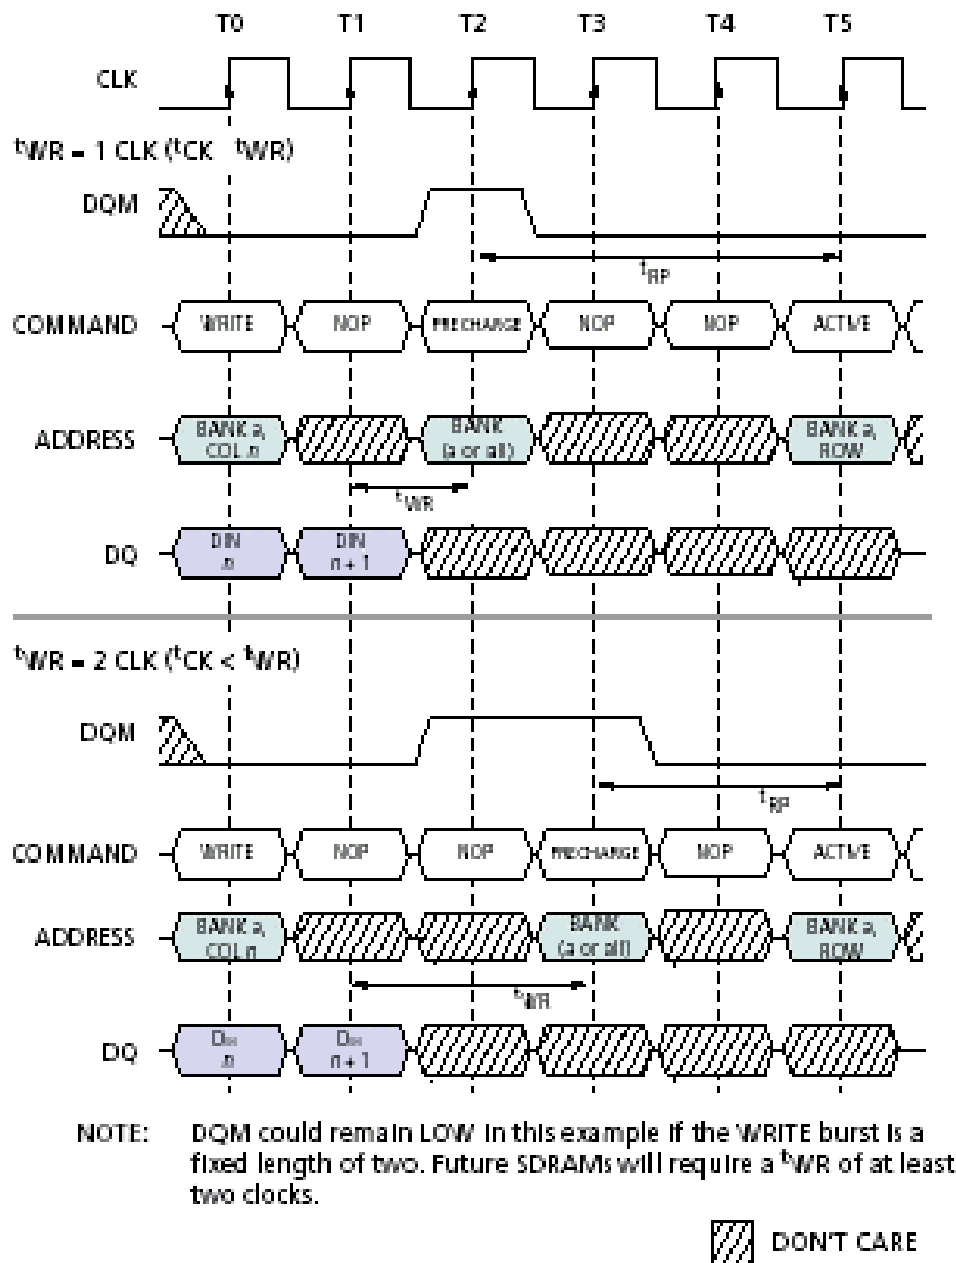 T0 T1 T2 T3 T4 T5
CLK
tWR = 1 CLK (tCK tWR)
DQM
tRP
COMMAND WRITE NOP PRECHARGE NOP NOP ACTIVE
ADDRESS BANK a, COL n BANK (a or all) BANK a, ROW
tWR
DQ DIN n DIN n + 1
tWR = 2 CLK (tCK < tWR)
DQM
tRP
COMMAND WRITE NOP NOP PRECHARGE NOP ACTIVE
ADDRESS BANK a, COL n BANK (a or all) BANK a, ROW
tWR
DQ DIN n DIN n + 1
NOTE: DQM could remain LOW in this example if the WRITE burst is a
fixed length of two. Future SDRAMs will require a tWR of at least
two clocks.
DON'T CARE